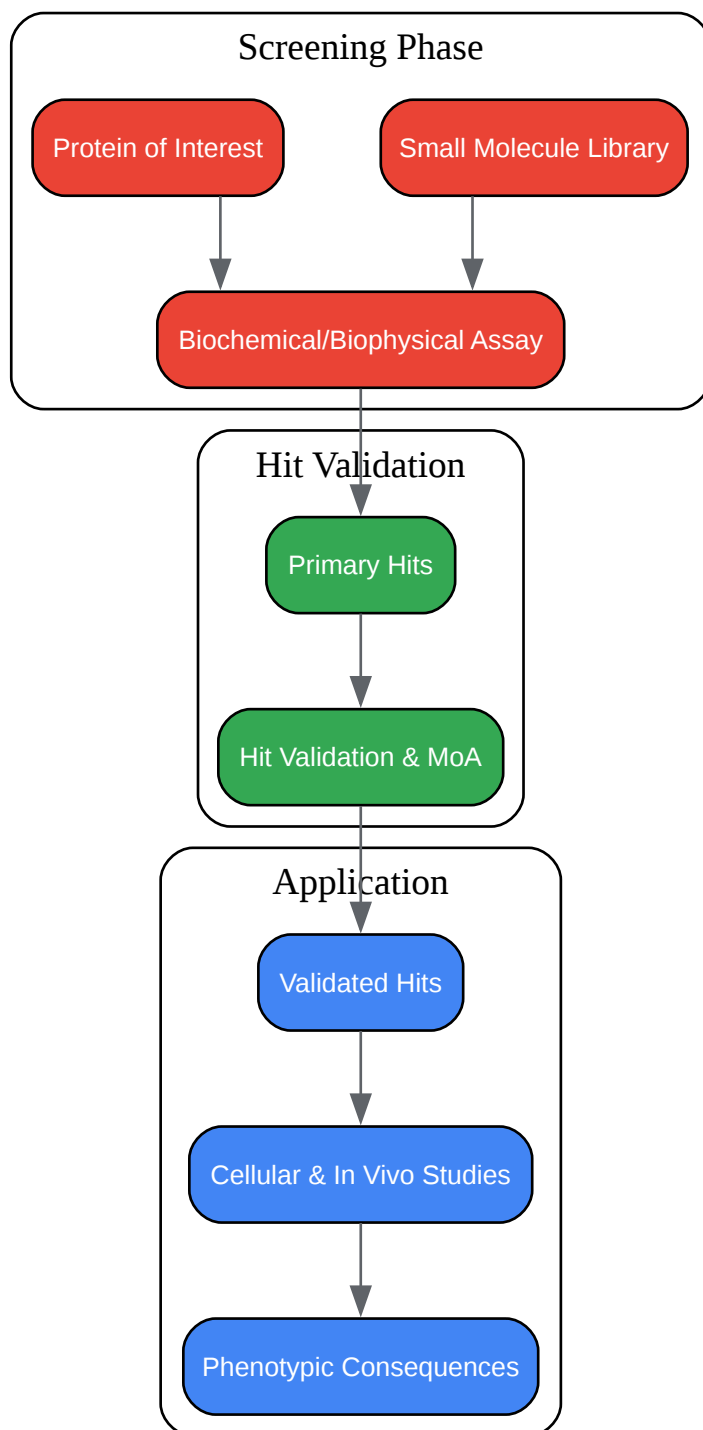 Screening Phase
Protein of Interest
Small Molecule Library
Biochemical/Biophysical Assay
Hit Validation
Primary Hits
Hit Validation & MoA
Application
Validated Hits
Cellular & In Vivo Studies
Phenotypic Consequences